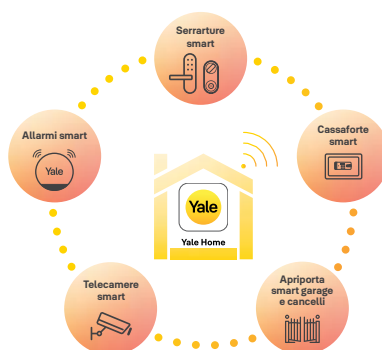 Serrature
smart
Allarmi smart
Yale
Cassaforte
smart
Yale
Yale Home
Telecamere
smart
Apriporta
smart garage
e cancelli